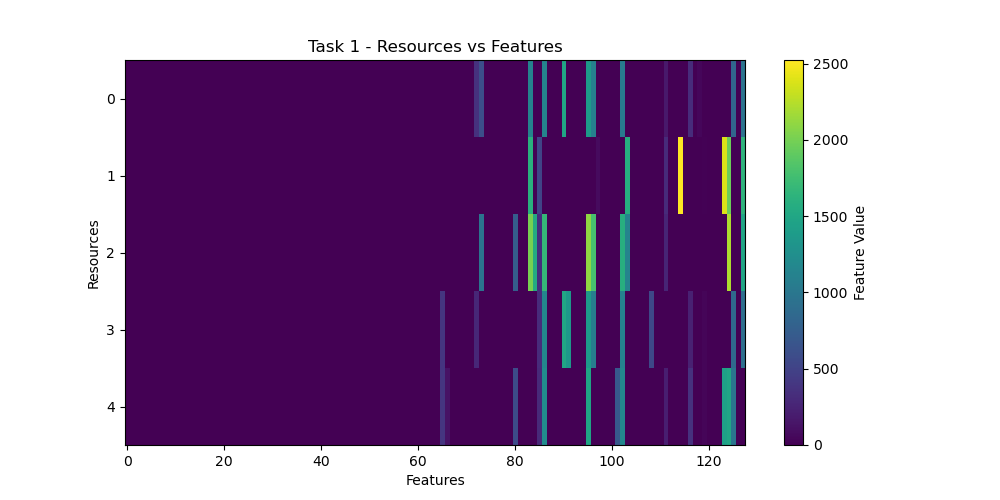 Task 1 - Resources vs Features
Resources
0
1
2
3
4
0 20 40 60 80 100 120
Features
2500
2000
1500
1000
500
0
Feature Value